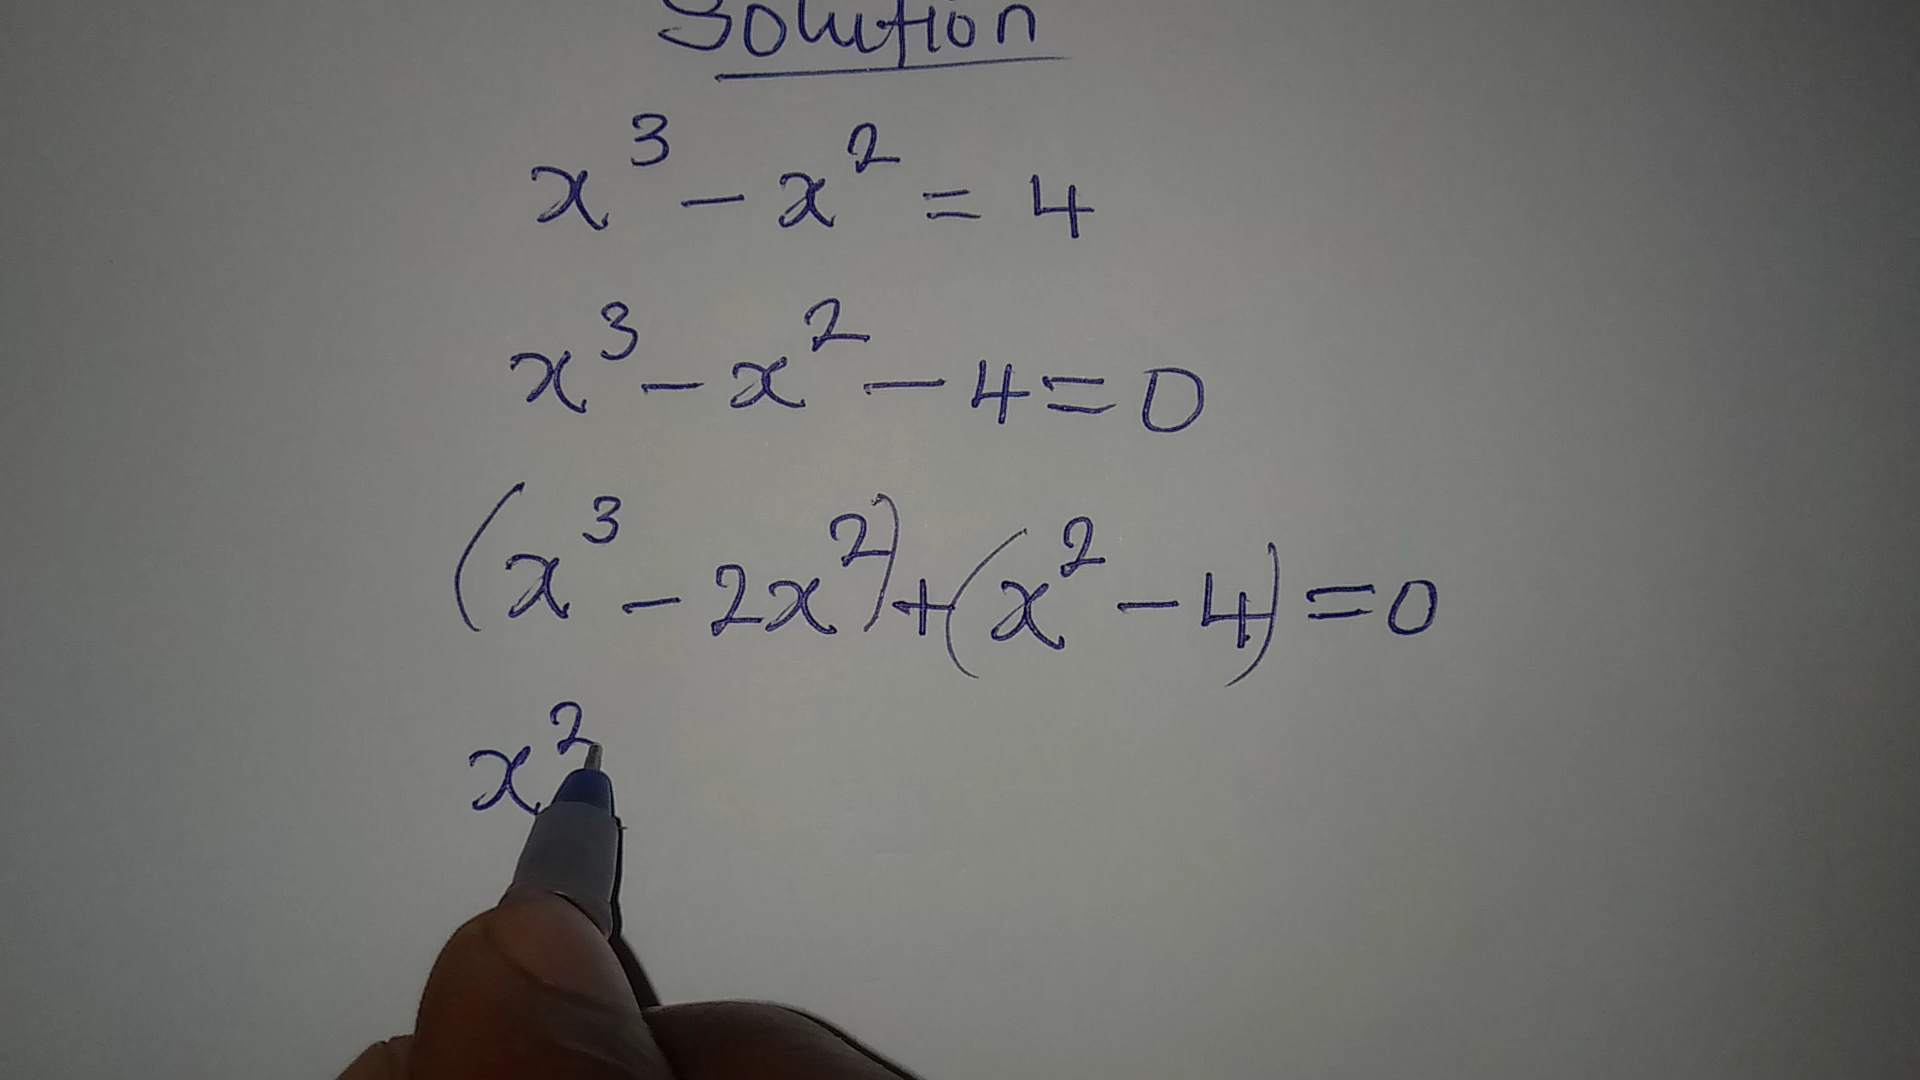 Solution
x³ - x² = 4
x³ - x² - 4 = 0
(x³ - 2x²) + (x² - 4) = 0
x²